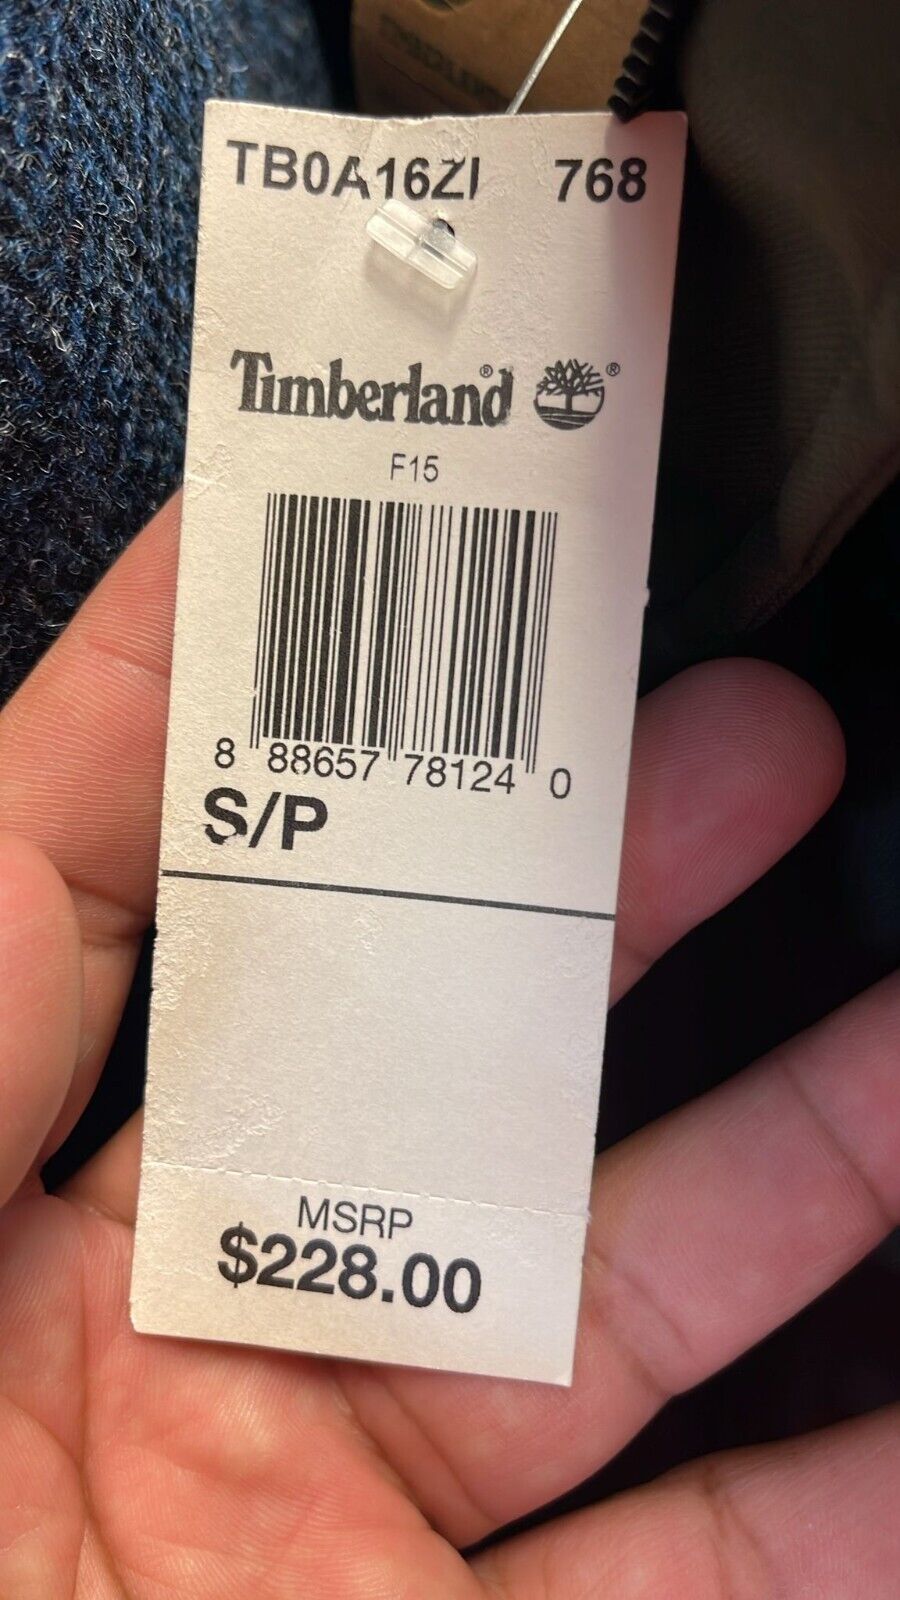 TB0A16ZI 768
Timberland® ®
F15
8 88657 78124 0
S/P
MSRP
$228.00